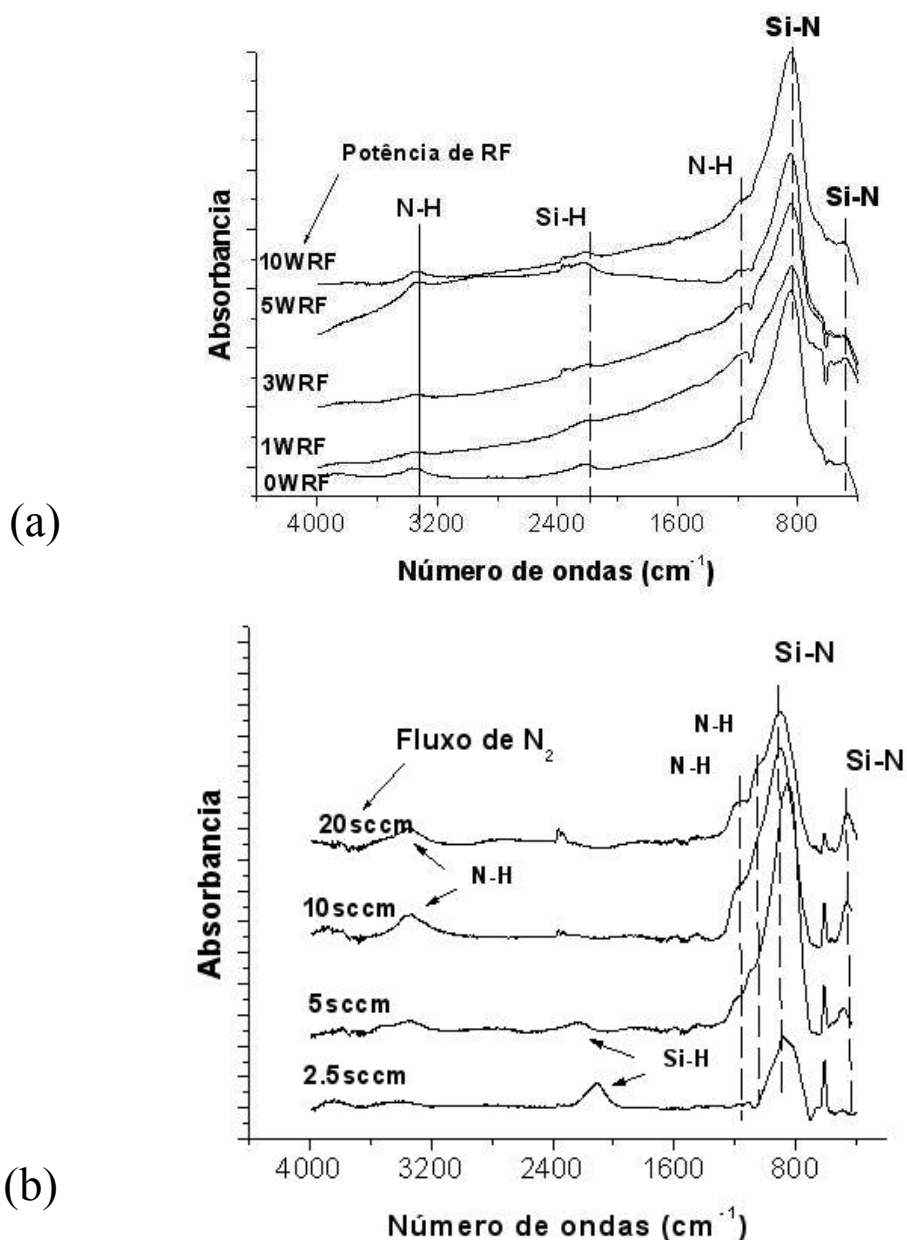 Si-N
Potência de RF
N-H
Si-H
N-H
Si-N
Absorbancia
10WRF
5WRF
3WRF
1WRF
0WRF
4000 3200 2400 1600 800
Número de ondas (cm⁻¹)
(a)
Si-N
N-H
N-H
Si-N
Fluxo de N₂
Absorbancia
20sccm
N-H
10sccm
5sccm
Si-H
2.5sccm
4000 3200 2400 1600 800
Número de ondas (cm⁻¹)
(b)